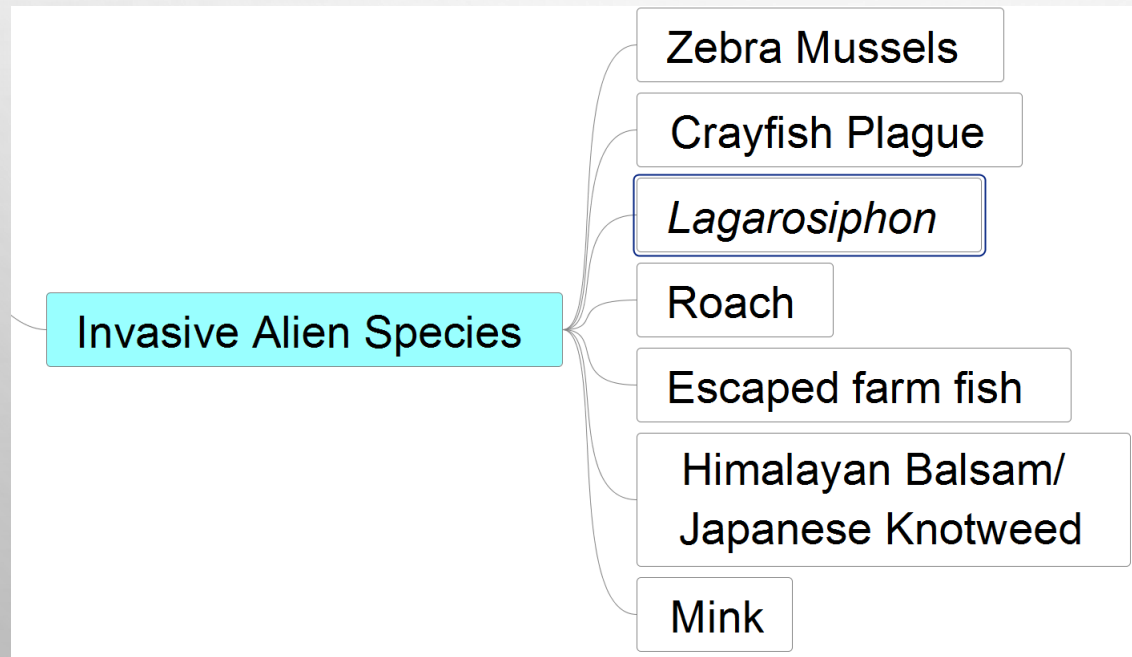 Zebra Mussels
Crayfish Plague
Lagarosiphon
Roach
Invasive Alien Species
Escaped farm fish
Himalayan Balsam/
Japanese Knotweed
Mink